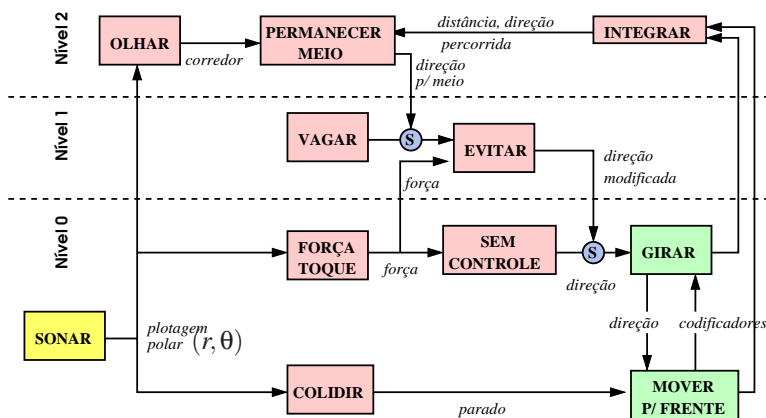 Nível 2
OLHAR
corredor
PERMANECER
MEIO
distância, direção
percorrida
INTEGRAR
direção
p/ meio
Nível 1
VAGAR
S
EVITAR
força
direção
modificada
Nível 0
FORÇA
TOQUE
força
SEM
CONTROLE
S
direção
GIRAR
SONAR
plotagem
polar (r,θ)
direção
codificadores
COLIDIR
parado
MOVER
P/ FRENTE